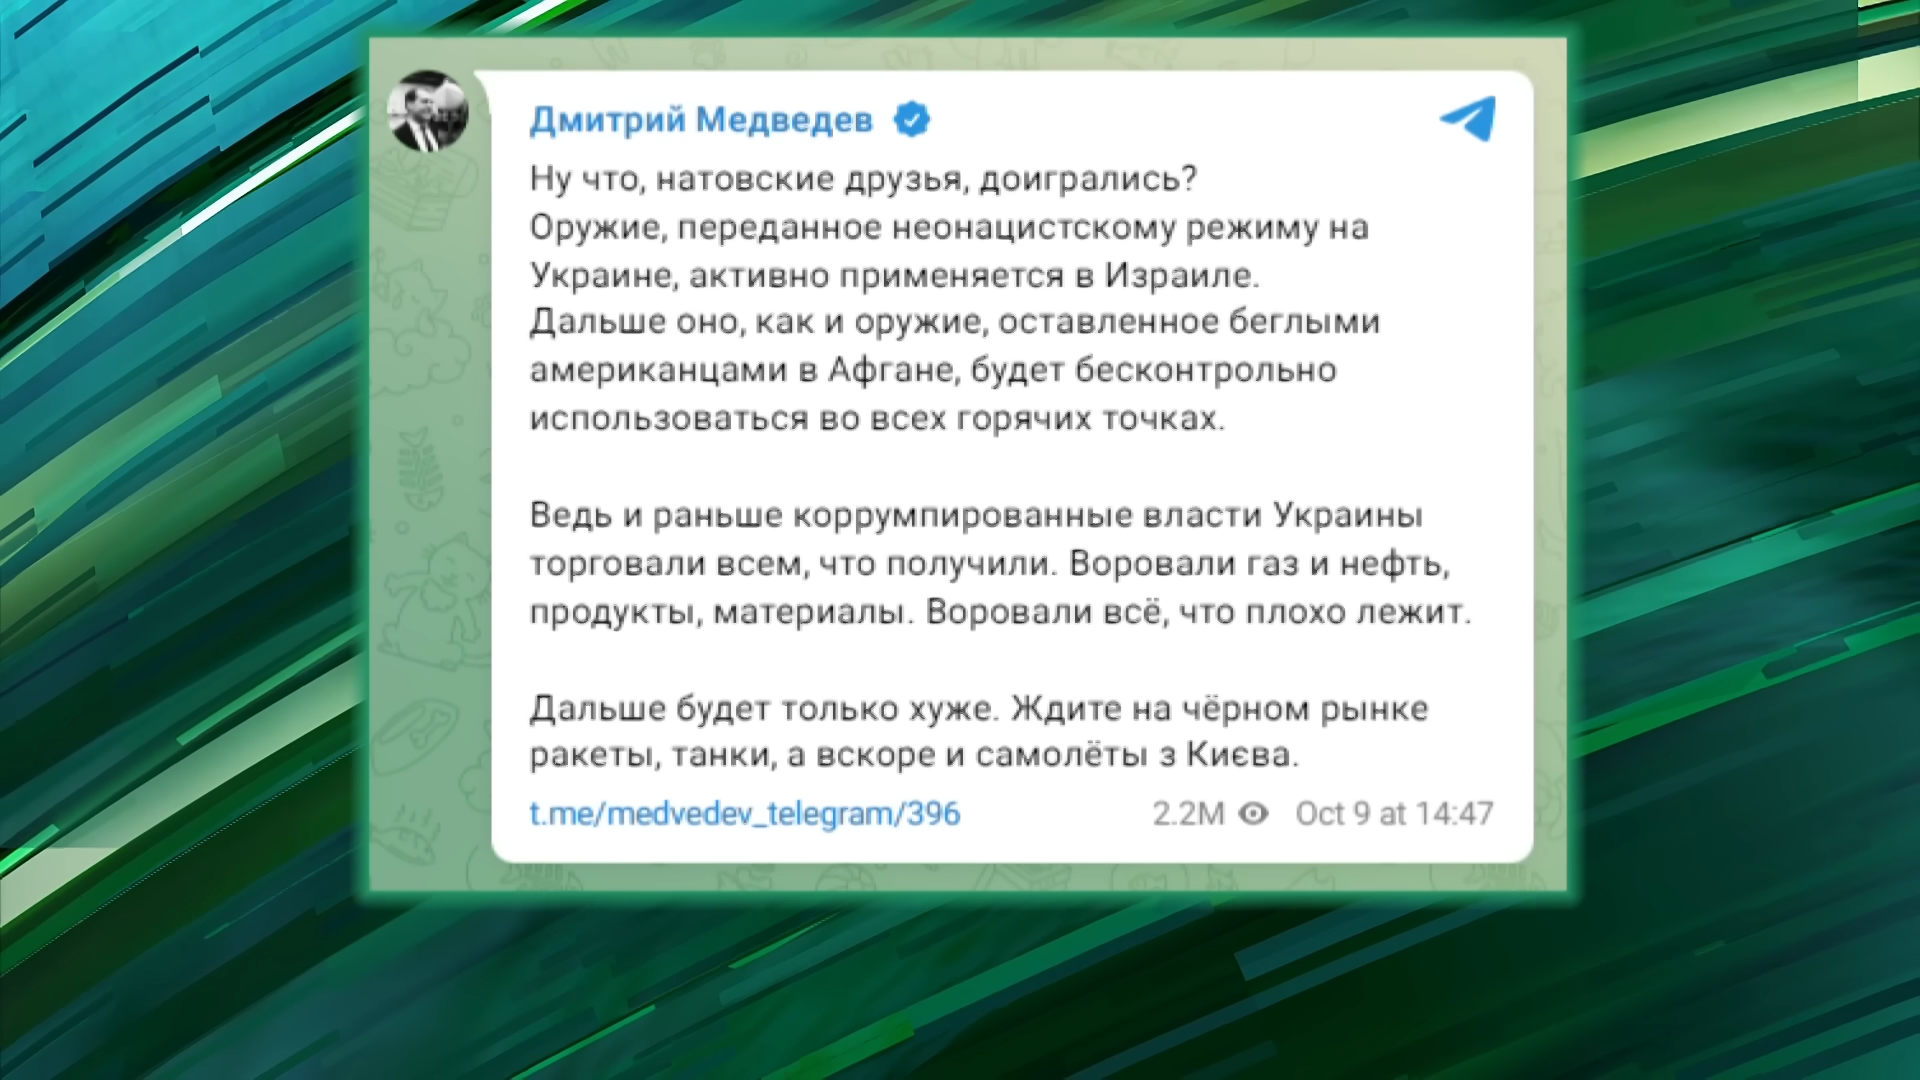 Дмитрий Медведев
Ну что, натовские друзья, доигрались?
Оружие, переданное неонацистскому режиму на
Украине, активно применяется в Израиле.
Дальше оно, как и оружие, оставленное беглыми
американцами в Афгане, будет бесконтрольно
использоваться во всех горячих точках.
Ведь и раньше коррумпированные власти Украины
торговали всем, что получили. Воровали газ и нефть,
продукты, материалы. Воровали всё, что плохо лежит.
Дальше будет только хуже. Ждите на чёрном рынке
ракеты, танки, а вскоре и самолёты з Києва.
t.me/medvedev_telegram/396 2.2M Oct 9 at 14:47